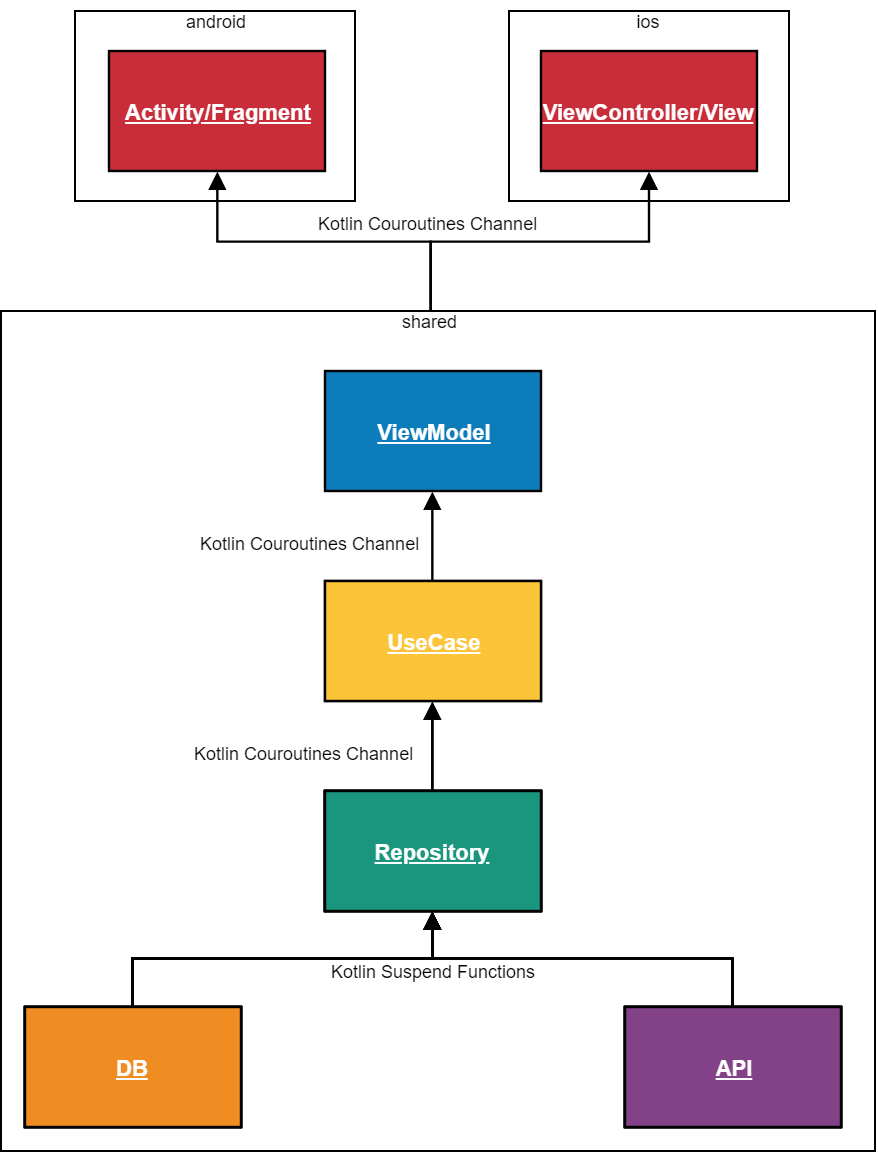 android
ios
Activity/Fragment
ViewController/View
Kotlin Couroutines Channel
shared
ViewModel
Kotlin Couroutines Channel
UseCase
Kotlin Couroutines Channel
Repository
Kotlin Suspend Functions
DB
API